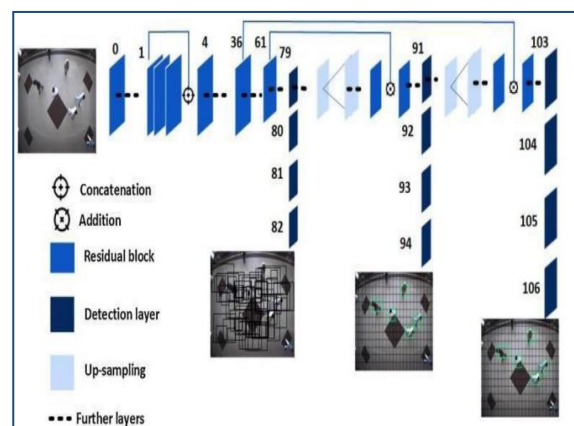 0
1
4
36
61
79
91
103
80
81
82
92
93
94
104
105
106
Concatenation
Addition
Residual block
Detection layer
Up-sampling
Further layers